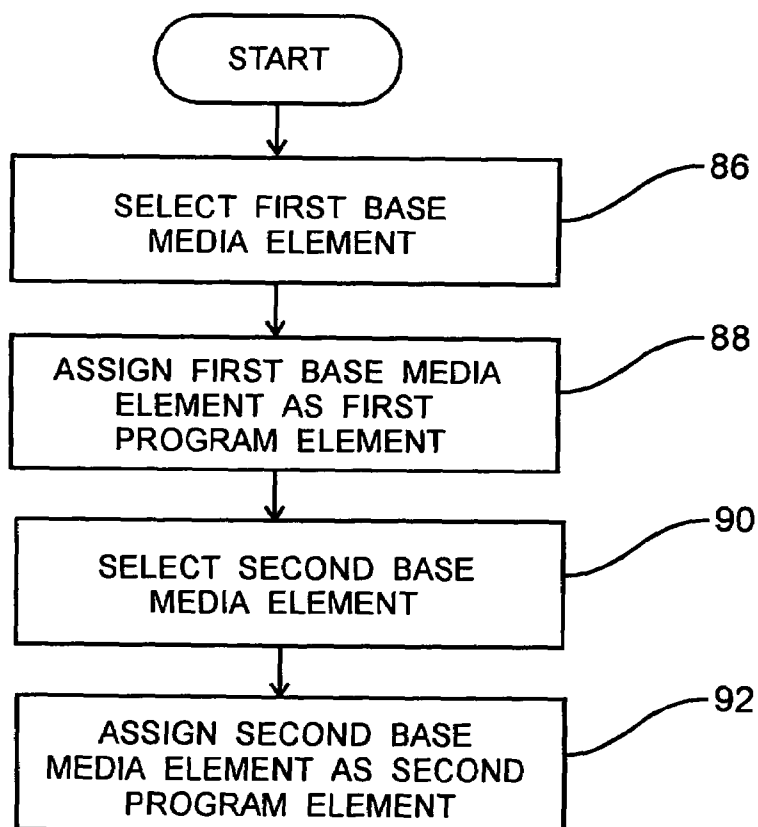 START
86
SELECT FIRST BASE
MEDIA ELEMENT
88
ASSIGN FIRST BASE MEDIA
ELEMENT AS FIRST
PROGRAM ELEMENT
90
SELECT SECOND BASE
MEDIA ELEMENT
92
ASSIGN SECOND BASE
MEDIA ELEMENT AS SECOND
PROGRAM ELEMENT